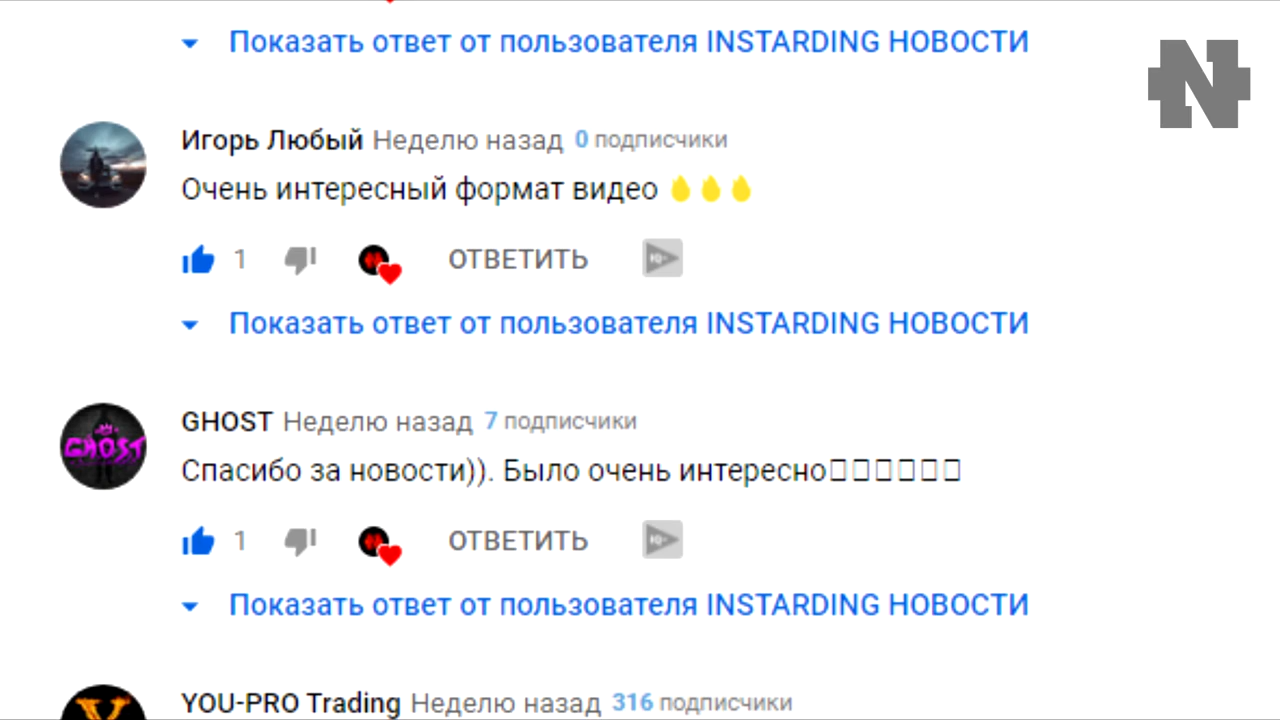 Показать ответ от пользователя INSTARDING НОВОСТИ
N
Игорь Любый Неделю назад 0 подписчики
Очень интересный формат видео
1 ОТВЕТИТЬ
Показать ответ от пользователя INSTARDING НОВОСТИ
GHOST Неделю назад 7 подписчики
GHOST
Спасибо за новости)). Было очень интересно
1 ОТВЕТИТЬ
Показать ответ от пользователя INSTARDING НОВОСТИ
YOU-PRO Trading Неделю назад 316 подписчики